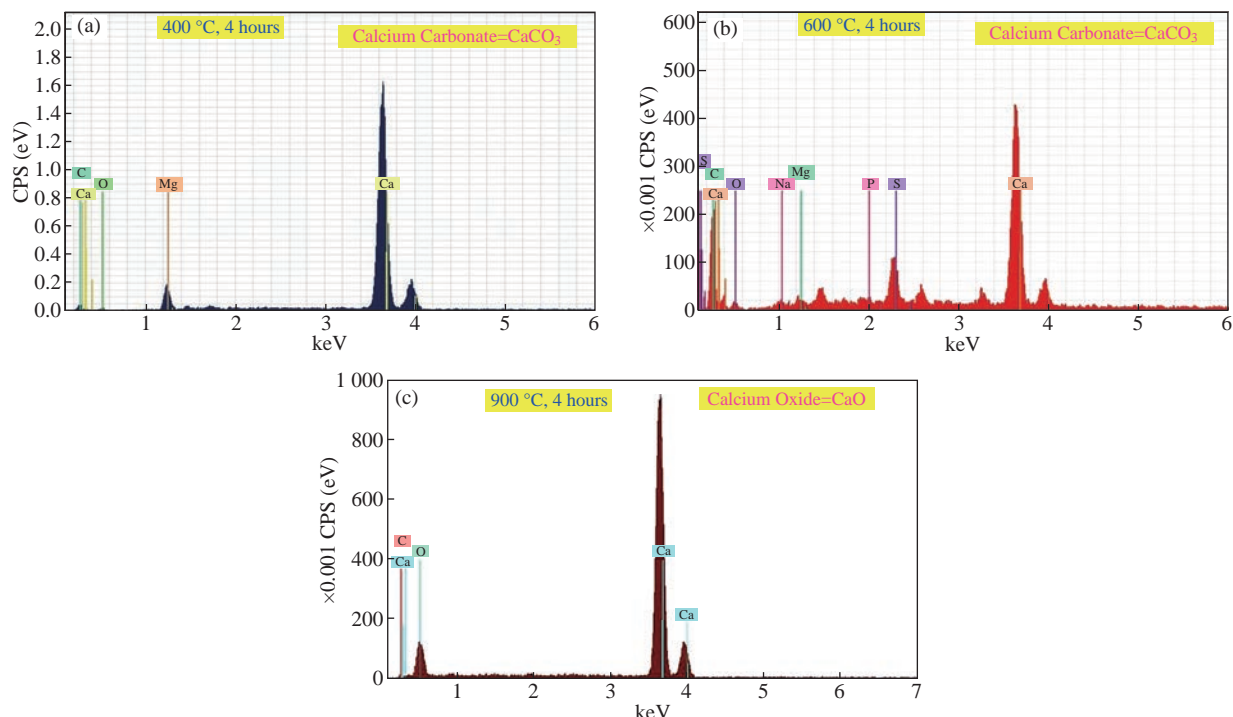 (a)
400 °C, 4 hours
Calcium Carbonate=CaCO₃
CPS (eV)
2.0
1.8
1.6
1.4
1.2
1.0
0.8
0.6
0.4
0.2
0.0
C
O
Ca
Mg
Ca
1 2 3 4 5 6
keV
(b)
600 °C, 4 hours
Calcium Carbonate=CaCO₃
×0.001 CPS (eV)
600
500
400
300
200
100
0
S
C
Ca
O
Na
Mg
P
S
Ca
1 2 3 4 5 6
keV
(c)
900 °C, 4 hours
Calcium Oxide=CaO
×0.001 CPS (eV)
1 000
800
600
400
200
0
C
Ca
O
Ca
Ca
1 2 3 4 5 6 7
keV